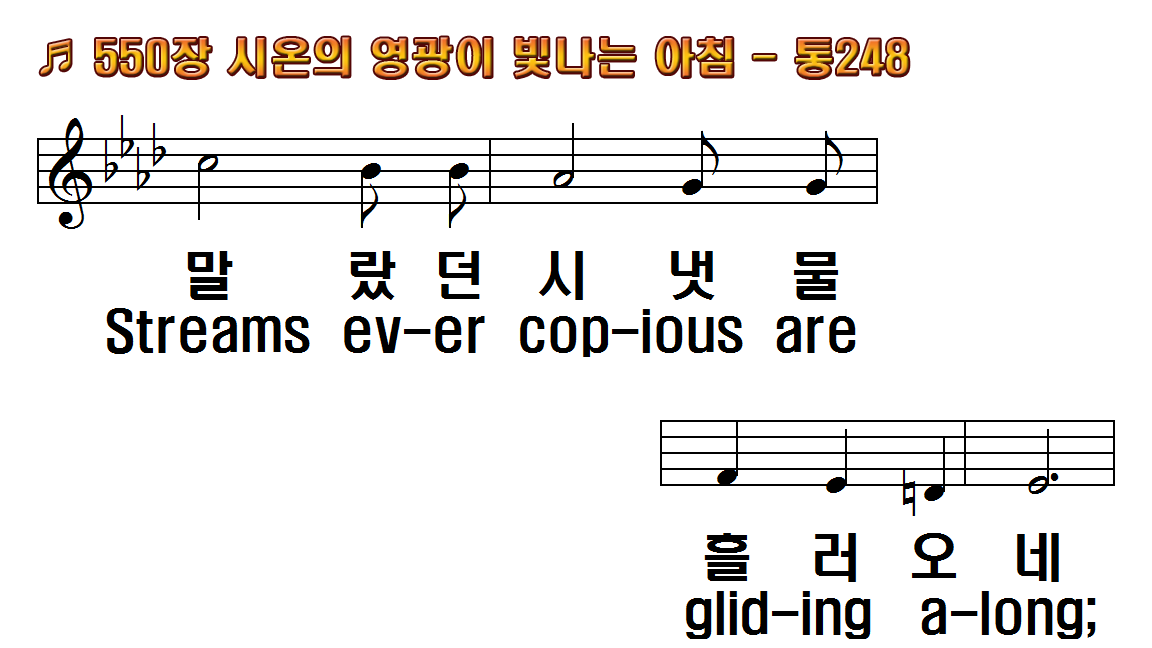 ♬ 550장 시온의 영광이 빛나는 아침 - 통248
말 랐 던 시 냇 물
Streams ev-er cop-ious are
흘 러 오 네
glid-ing a-long;